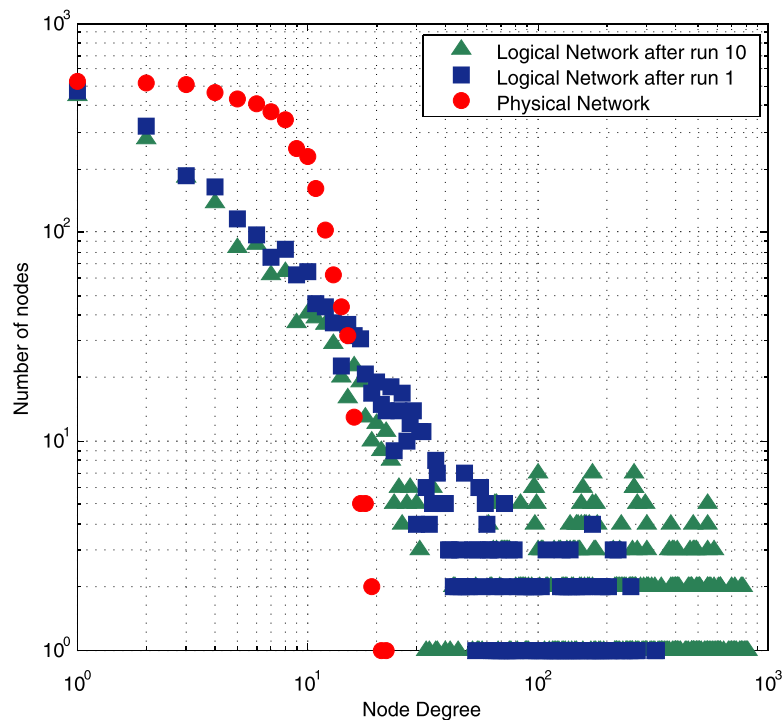 10^3
10^2
10^1
10^0
Number of nodes
Logical Network after run 10
Logical Network after run 1
Physical Network
10^0 10^1 10^2 10^3
Node Degree